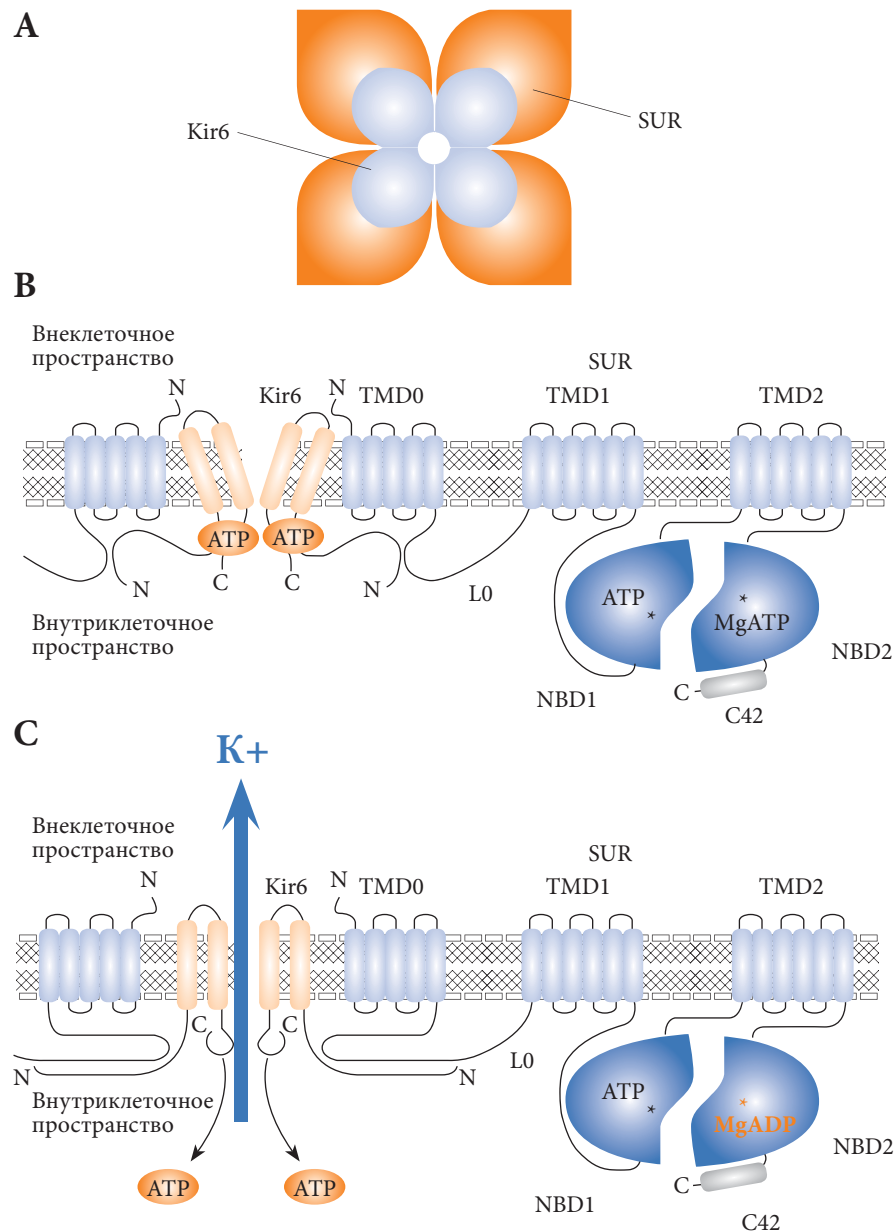 A
Kir6
SUR
B
Внеклеточное
пространство
SUR
N
Kir6
N
TMD0
TMD1
TMD2
ATP
ATP
C
C
N
N
L0
Внутриклеточное
пространство
ATP
*
*
MgATP
NBD1
NBD2
C
C42
C
K+
Внеклеточное
пространство
SUR
N
Kir6
N
TMD0
TMD1
TMD2
C
C
N
N
L0
Внутриклеточное
пространство
ATP
*
*
MgADP
NBD1
NBD2
C
C42
ATP
ATP